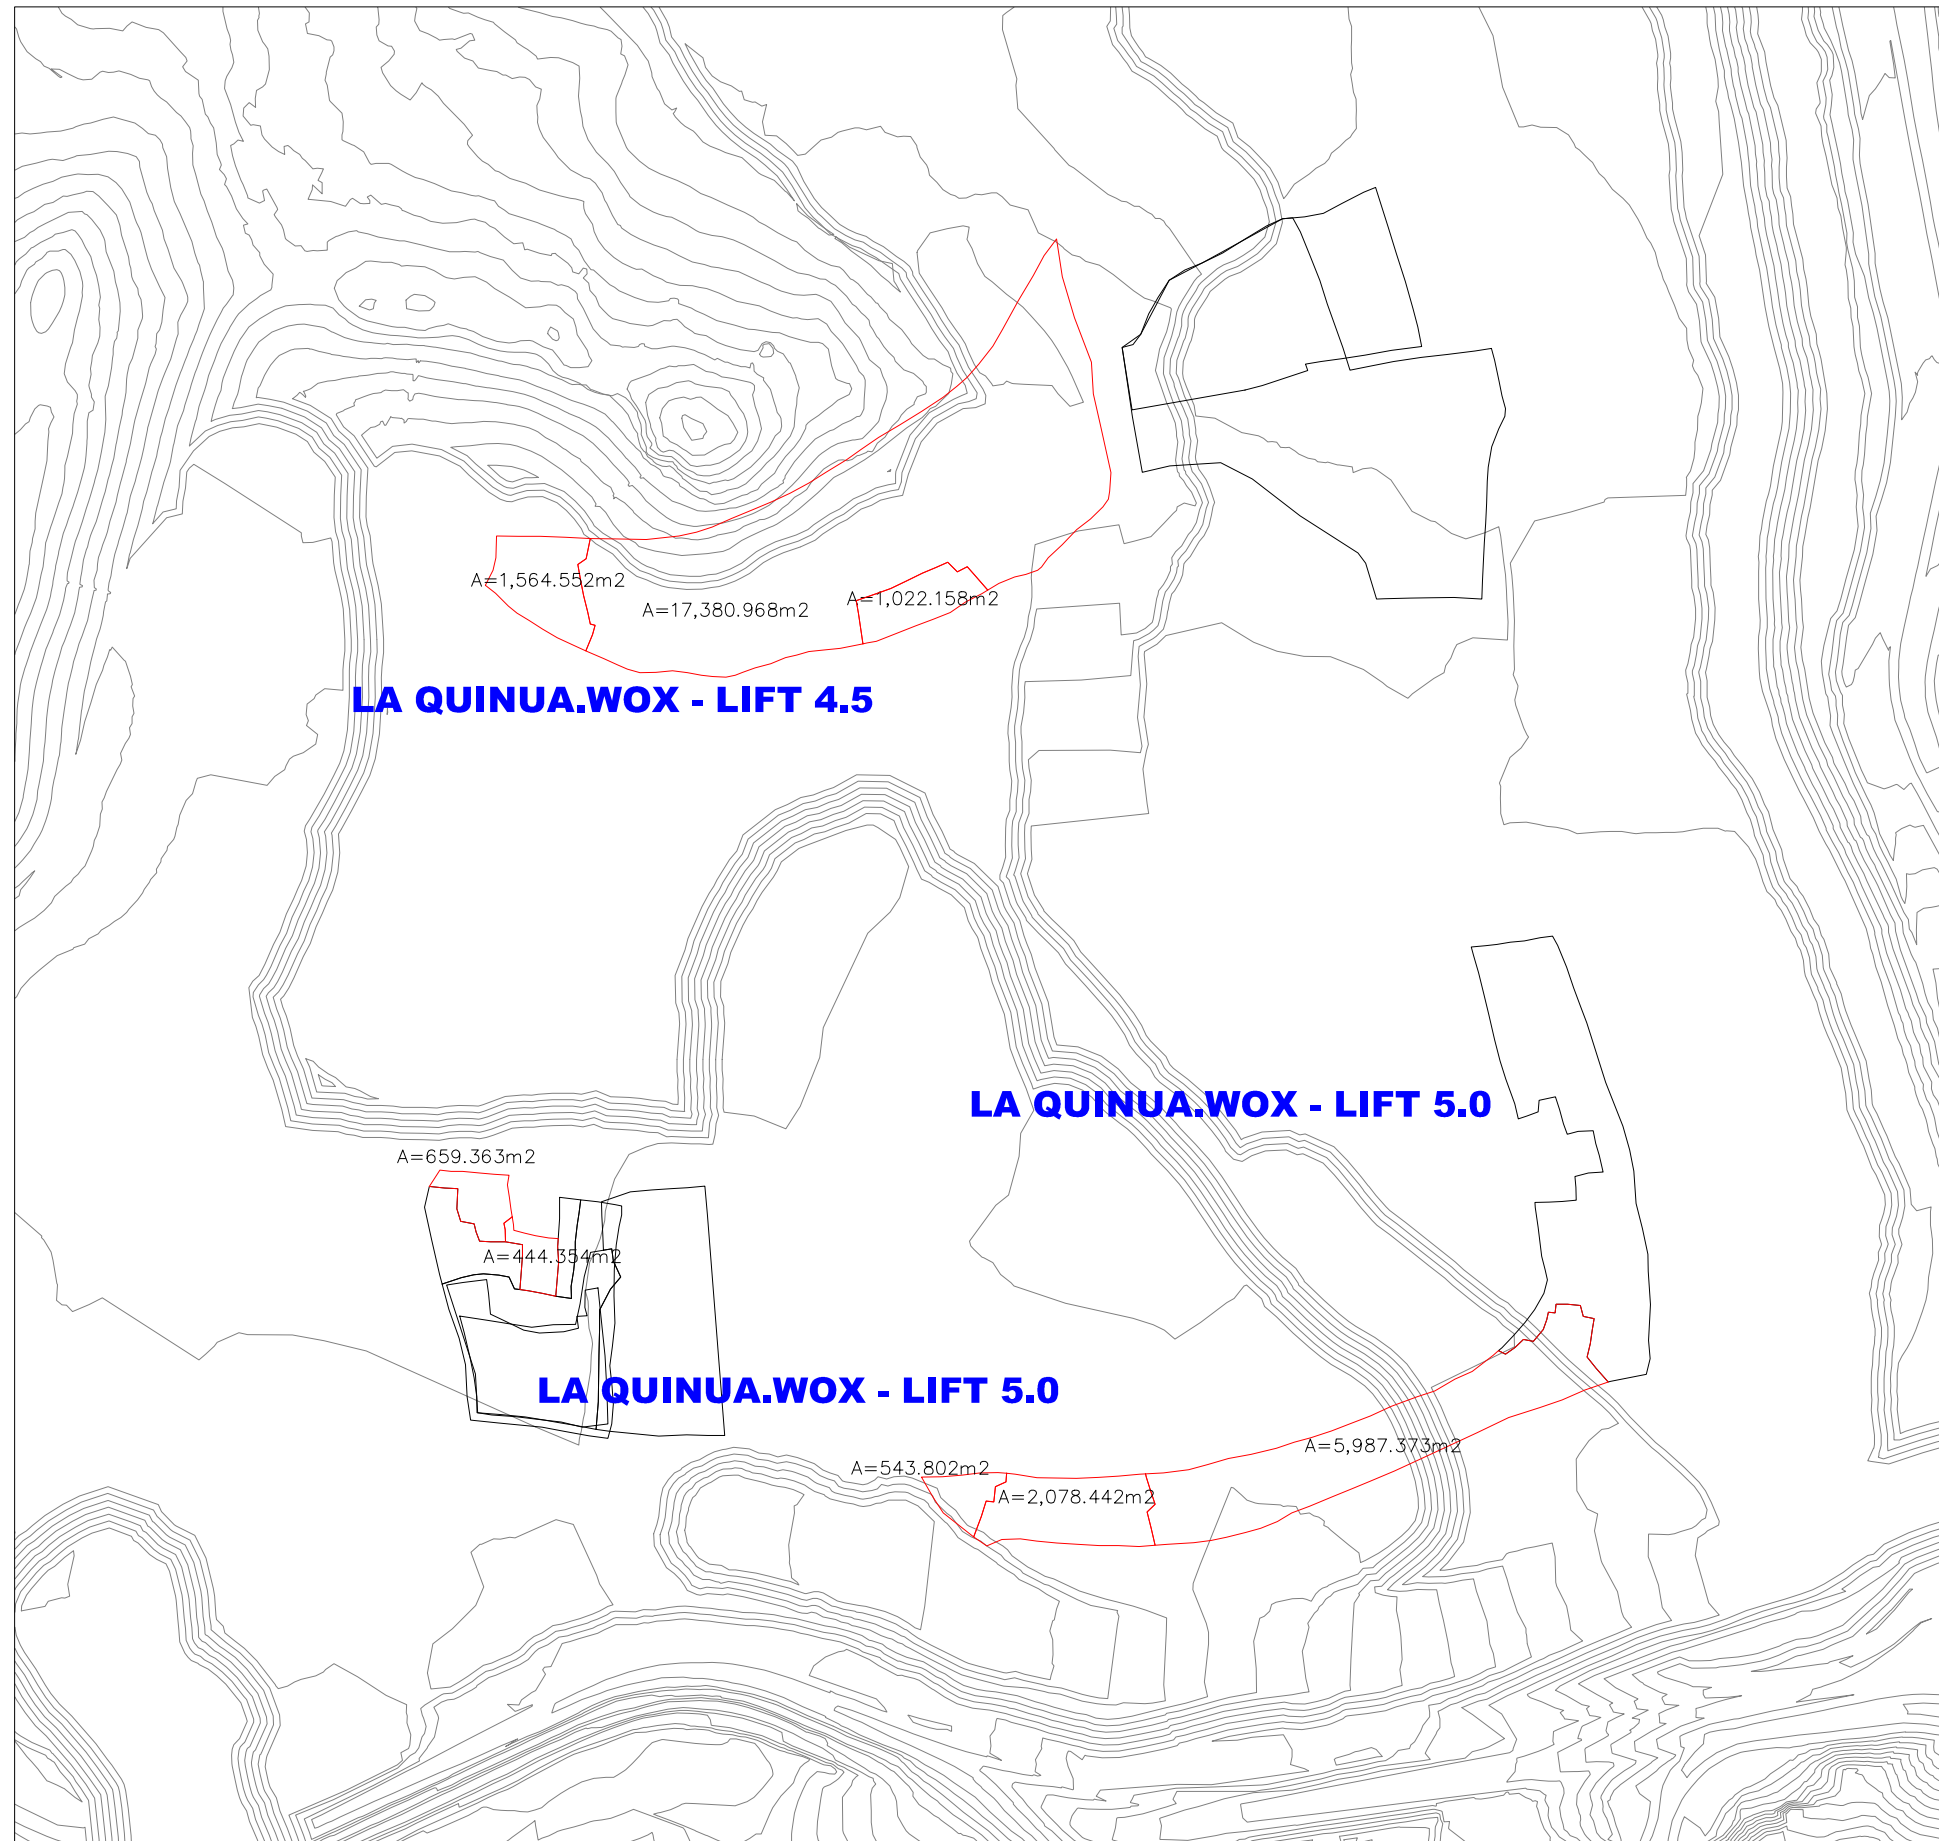 A=1,564.552m2
A=17,380.968m2
A=1,022.158m2
LA QUINUA.WOX - LIFT 4.5
LA QUINUA.WOX - LIFT 5.0
A=659.363m2
A=444.354m2
LA QUINUA.WOX - LIFT 5.0
A=5,987.373m2
A=543.802m2
A=2,078.442m2